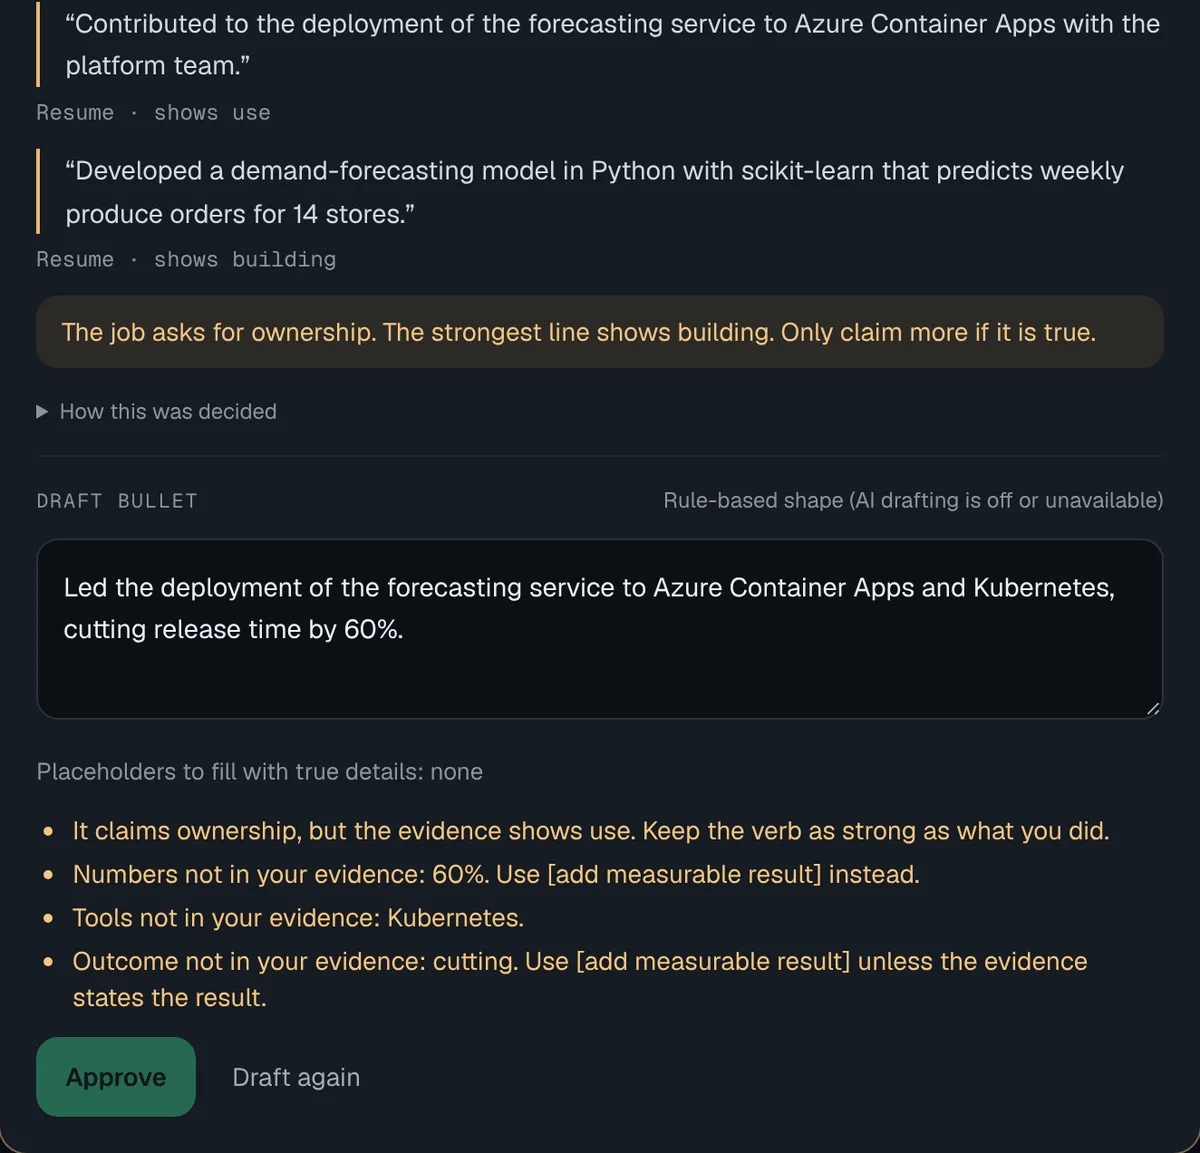 “Contributed to the deployment of the forecasting service to Azure Container Apps with the
platform team.”
Resume · shows use
“Developed a demand-forecasting model in Python with scikit-learn that predicts weekly
produce orders for 14 stores.”
Resume · shows building
The job asks for ownership. The strongest line shows building. Only claim more if it is true.
How this was decided
DRAFT BULLET
Rule-based shape (AI drafting is off or unavailable)
Led the deployment of the forecasting service to Azure Container Apps and Kubernetes,
cutting release time by 60%.
Placeholders to fill with true details: none
It claims ownership, but the evidence shows use. Keep the verb as strong as what you did.
Numbers not in your evidence: 60%. Use [add measurable result] instead.
Tools not in your evidence: Kubernetes.
Outcome not in your evidence: cutting. Use [add measurable result] unless the evidence
states the result.
Approve
Draft again